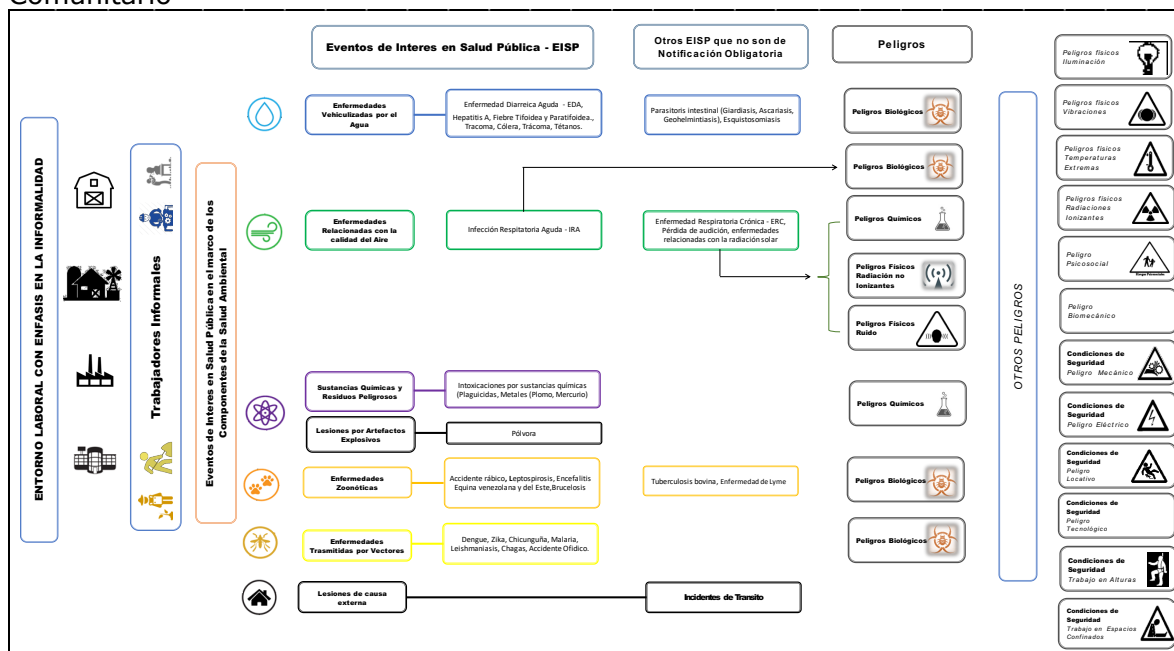 Comunitario
Eventos de Interes en Salud Pública - EISP
Otros EISP que no son de
Notificación Obligatoria
Peligros
ENTORNO LABORAL CON ENFASIS EN LA INFORMALIDAD
Trabajadores Informales
Eventos de Interes en Salud Pública en el marco de los
Componentes de la Salud Ambiental
Enfermedades
Vehiculizadas por el
Agua
Enfermedad Diarreica Aguda - EDA,
Hepatitis A, Fiebre Tifoidea y Paratifoidea.,
Tracoma, Cólera, Trácoma, Tétanos.
Parasitoris intestinal (Giardiasis, Ascariasis,
Geohelmintiasis), Esquistosomiasis
Peligros Biológicos
Peligros Biológicos
Enfermedades
Relacionadas con la
calidad del Aire
Infección Respitatoria Aguda - IRA
Enfermedad Respiratoria Crónica - ERC,
Pérdida de audición, enfermedades
relacionadas con la radiación solar
Peligros Quimicos
Peligros Físicos
Radiación no
Ionizantes
Peligros Físicos
Ruido
Sustancias Quimicas y
Residuos Peligrosos
Intoxicaciones por sustancias químicas
(Plaguicidas, Metales (Plomo, Mercurio)
Peligros Quimicos
Lesiones por Artefactos
Explosivos
Pólvora
Enfermedades
Zoonóticas
Accidente rábico, Leptospirosis, Encefalitis
Equina venezolana y del Este,Brucelosis
Tuberculosis bovina, Enfermedad de Lyme
Peligros Biológicos
Enfermedades
Trasmitidas por Vectores
Dengue, Zika, Chicunguña, Malaria,
Leishmaniasis, Chagas, Accidente Ofidico.
Peligros Biológicos
Lesiones de causa
externa
Incidentes de Transito
OTROS PELIGROS
Peligros físicos
Iluminación
Peligros físicos
Vibraciones
Peligros físicos
Temperaturas
Extremas
Peligros físicos
Radiaciones
Ionizantes
Peligro
Psicosocial
Peligro
Biomecánico
Condiciones de
Seguridad
Peligro Mecánico
Condiciones de
Seguridad
Peligro Eléctrico
Condiciones de
Seguridad
Peligro
Locativo
Condiciones de
Seguridad
Peligro
Tecnológico
Condiciones de
Seguridad
Trabajo en Alturas
Condiciones de
Seguridad
Trabajo en Espacios
Confinados